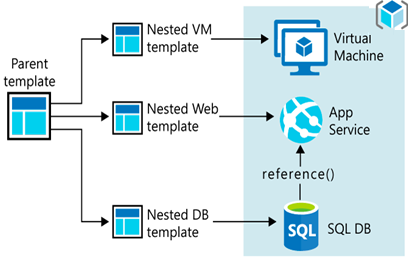 Parent
template
Nested VM
template
Virtual
Machine
Nested Web
template
App
Service
reference()
Nested DB
template
SQL
SQL DB